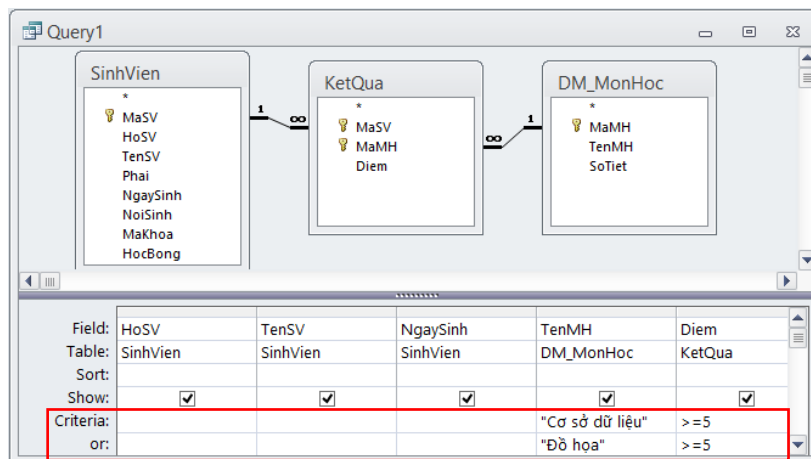 Query1
SinhVien
*
MaSV
HoSV
TenSV
Phai
NgaySinh
NoiSinh
MaKhoa
HocBong
1
∞
KetQua
*
MaSV
MaMH
Diem
∞
1
DM_MonHoc
*
MaMH
TenMH
SoTiet
Field: HoSV TenSV NgaySinh TenMH Diem
Table: SinhVien SinhVien SinhVien DM_MonHoc KetQua
Sort:
Show:
Criteria: "Cơ sở dữ liệu" >=5
or: "Đồ họa" >=5